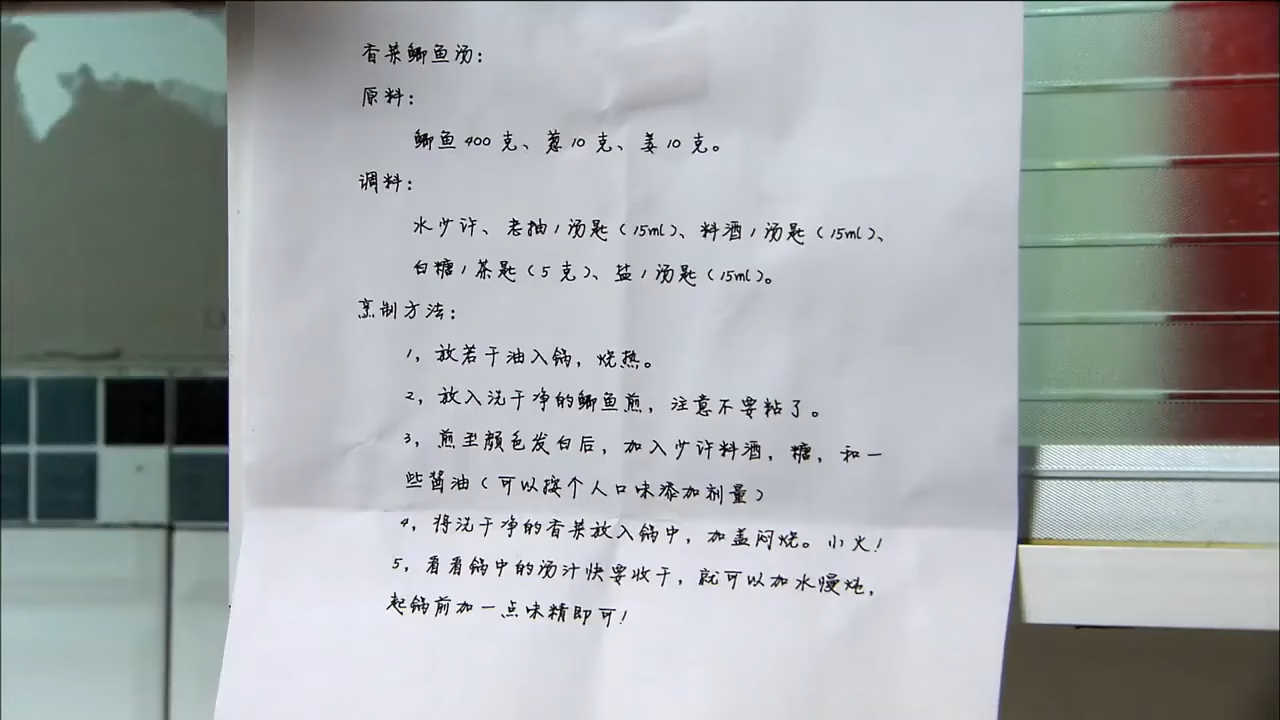 香菜鲫鱼汤：
原料：
鲫鱼400克、葱10克、姜10克。
调料：
水少许、老抽1汤匙（15ml）、料酒1汤匙（15ml）、
白糖1茶匙（5克）、盐1汤匙（15ml）。
烹制方法：
1，放若干油入锅，烧热。
2，放入洗干净的鲫鱼煎，注意不要粘了。
3，煎至颜色发白后，加入少许料酒，糖，和一
些酱油（可以按个人口味添加剂量）
4，将洗干净的香菜放入锅中，加盖闷烧。小火！
5，看看锅中的汤汁快要收干，就可以加水慢炖，
起锅前加一点味精即可！